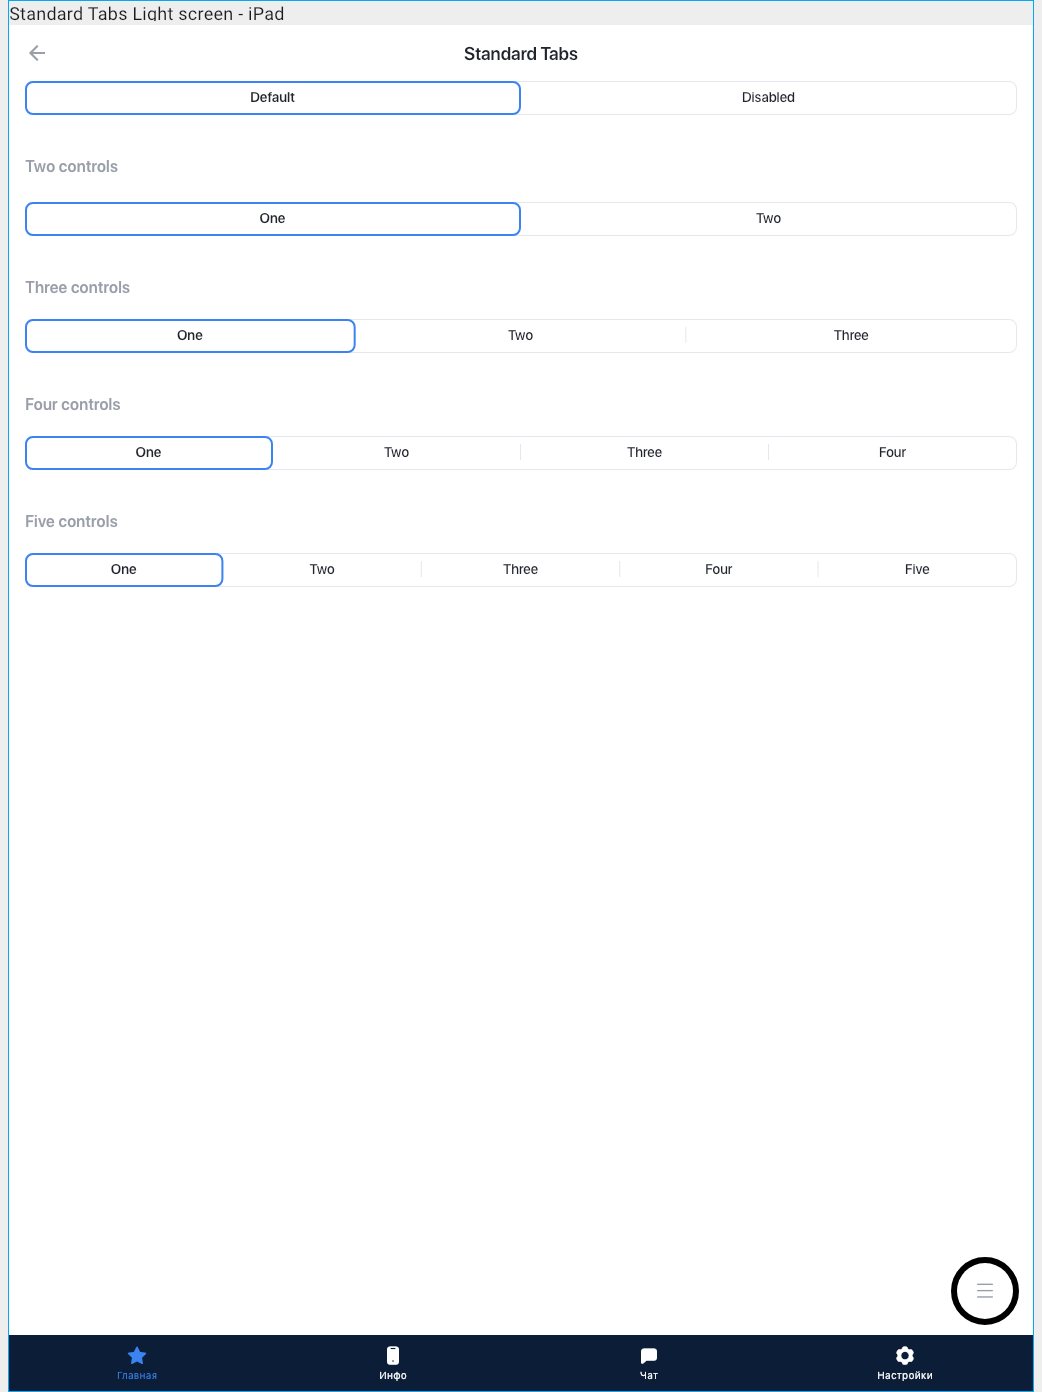 Standard Tabs Light screen - iPad
Standard Tabs
Default Disabled
Two controls
One Two
Three controls
One Two Three
Four controls
One Two Three Four
Five controls
One Two Three Four Five
Главная Инфо Чат Настройки